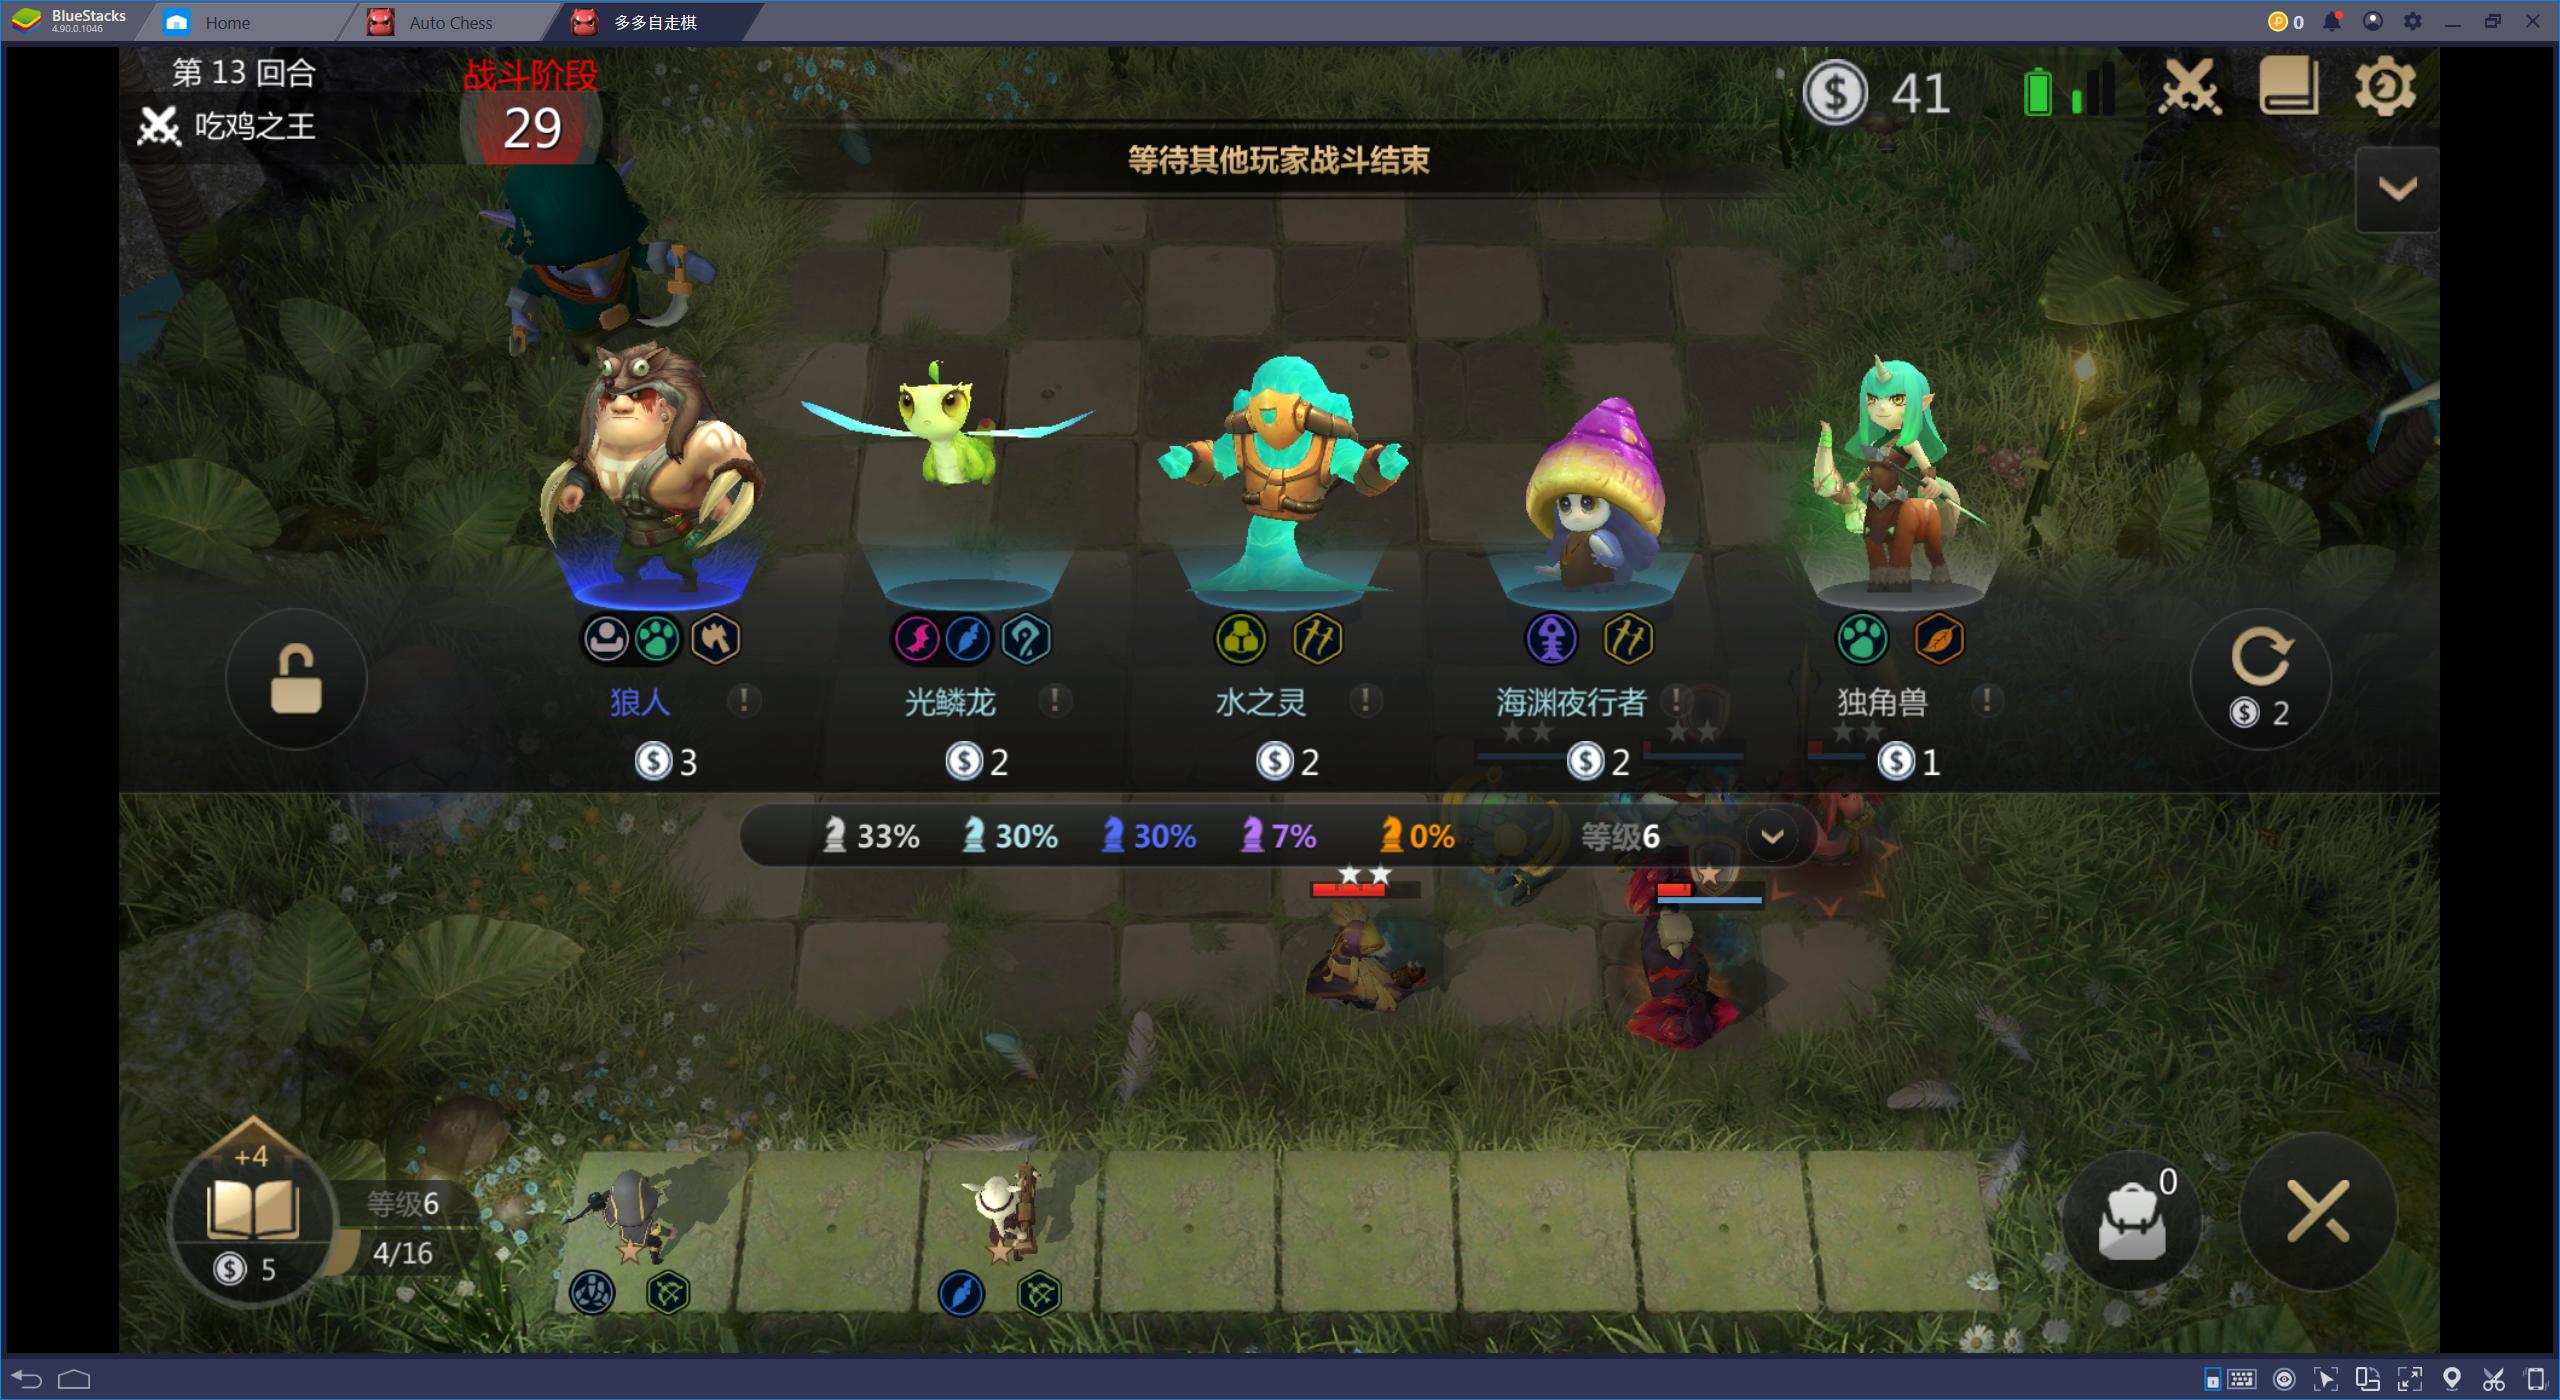 BlueStacks
4.90.0.1046
Home
Auto Chess
多多自走棋
0
第 13 回合
战斗阶段
吃鸡之王
29
41
等待其他玩家战斗结束
狼人
光鳞龙
水之灵
海渊夜行者
独角兽
3
2
2
2
1
2
33%
30%
30%
7%
0%
等级6
+4
5
等级6
4/16
0